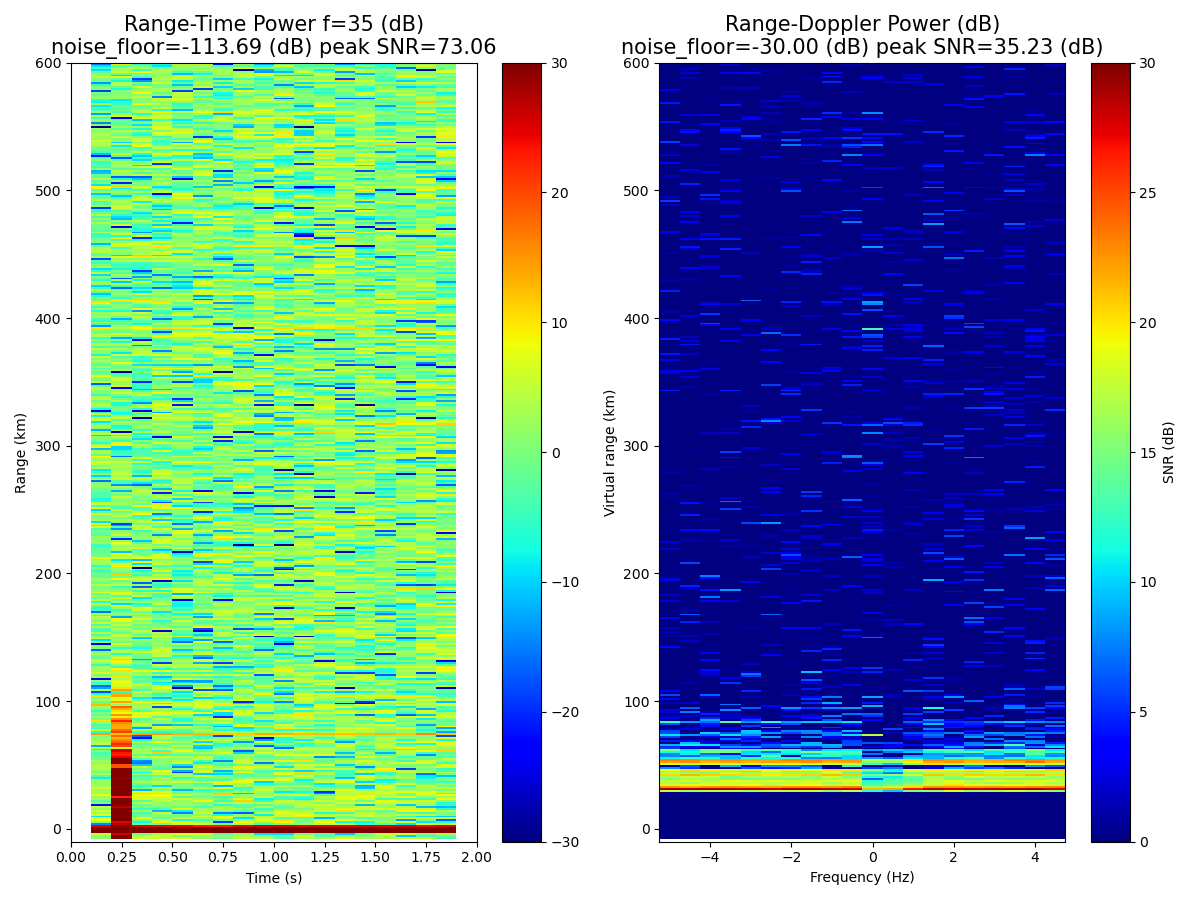 Range-Time Power f=35 (dB)
noise_floor=-113.69 (dB) peak SNR=73.06
600
500
400
300
200
100
0
Range (km)
0.00 0.25 0.50 0.75 1.00 1.25 1.50 1.75 2.00
Time (s)
30
20
10
0
−10
−20
−30
Range-Doppler Power (dB)
noise_floor=-30.00 (dB) peak SNR=35.23 (dB)
600
500
400
300
200
100
0
Virtual range (km)
−4 −2 0 2 4
Frequency (Hz)
30
25
20
15
10
5
0
SNR (dB)